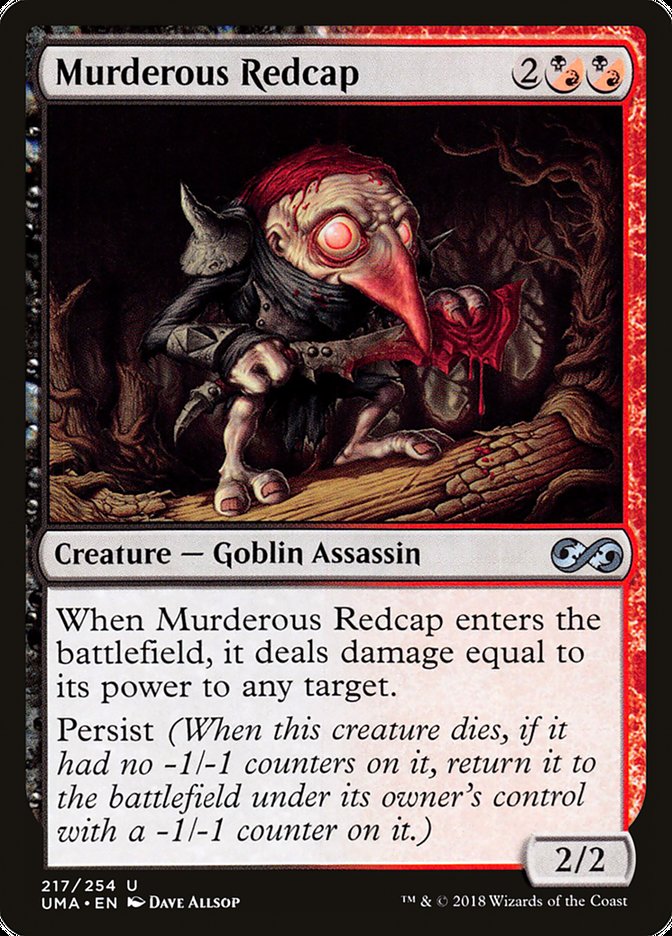 Murderous Redcap 2
Creature — Goblin Assassin
When Murderous Redcap enters the
battlefield, it deals damage equal to
its power to any target.
Persist (When this creature dies, if it
had no -1/-1 counters on it, return it to
the battlefield under its owner's control
with a -1/-1 counter on it.)
2/2
217/254 U
UMA • EN Dave Allsop
™ & © 2018 Wizards of the Coast